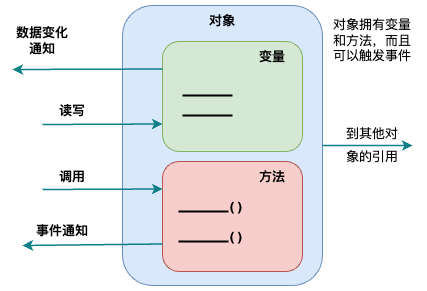 对象
对象拥有变量
和方法，而且
可以触发事件
数据变化
通知
变量
读写
到其他对
象的引用
调用
方法
()
事件通知
()